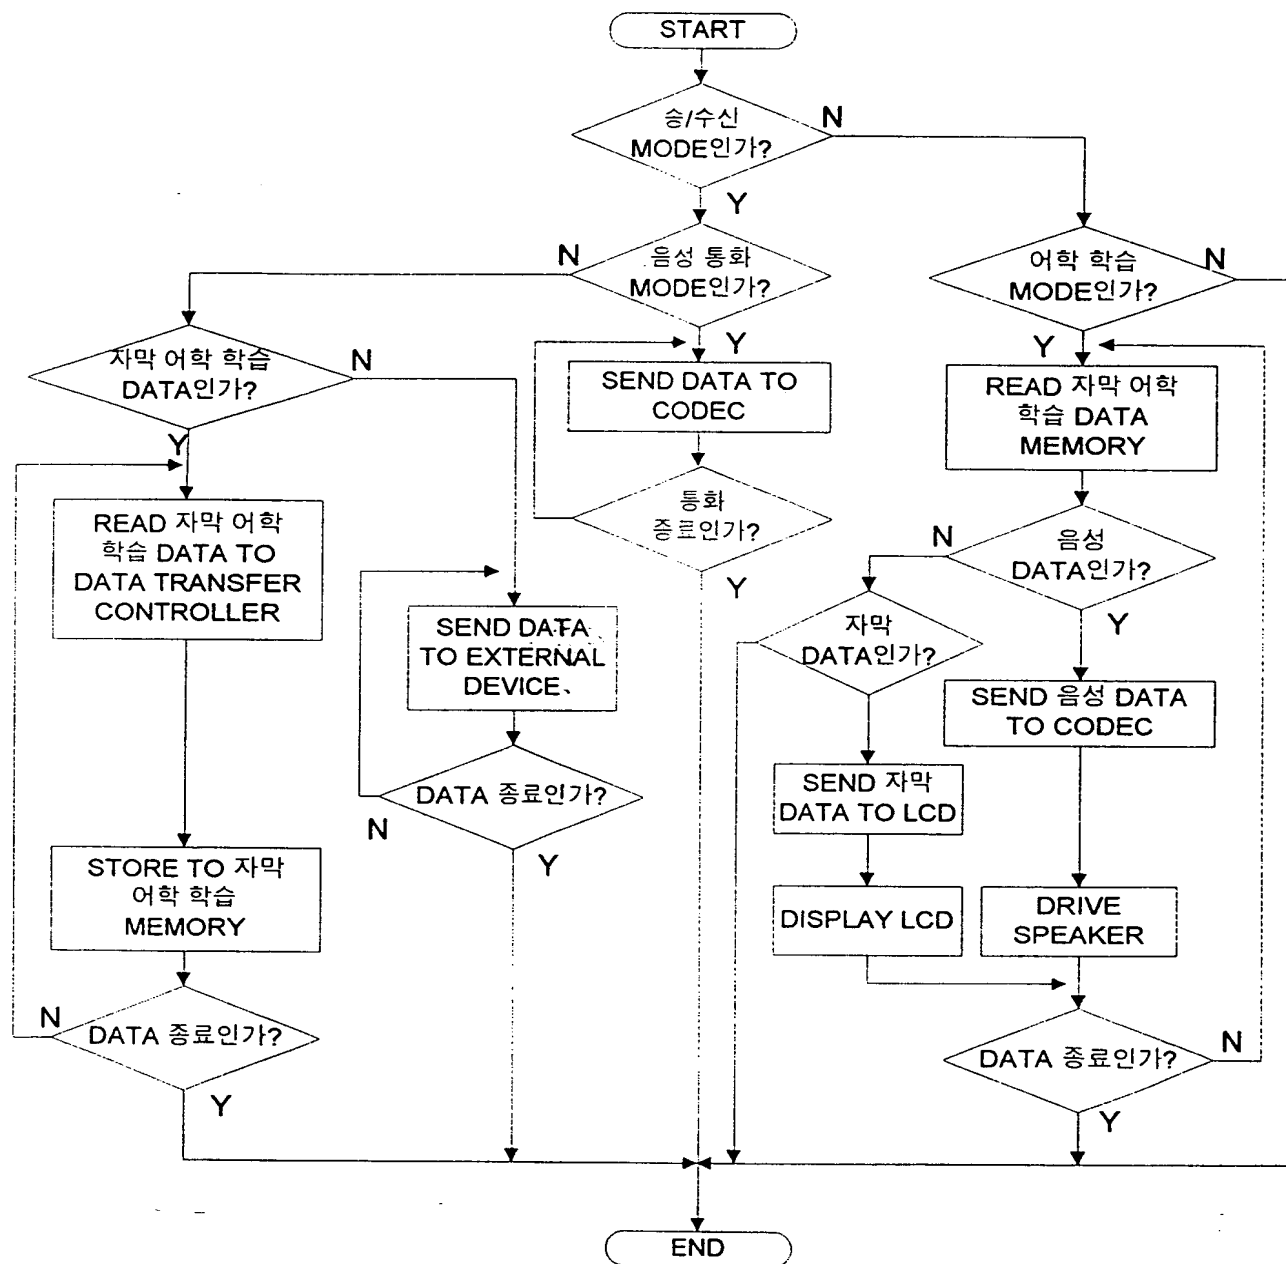 START
송/수신
MODE인가?
N
Y
음성 통화
MODE인가?
N
어학 학습
MODE인가?
N
자막 어학 학습
DATA인가?
N
Y
SEND DATA TO
CODEC
Y
READ 자막 어학
학습 DATA
MEMORY
Y
READ 자막 어학
학습 DATA TO
DATA TRANSFER
CONTROLLER
통화
종료인가?
Y
음성
DATA인가?
N
Y
SEND DATA
TO EXTERNAL
DEVICE
자막
DATA인가?
SEND 음성 DATA
TO CODEC
DATA 종료인가?
N
Y
SEND 자막
DATA TO LCD
STORE TO 자막
어학 학습
MEMORY
DISPLAY LCD
DRIVE
SPEAKER
DATA 종료인가?
N
Y
DATA 종료인가?
N
Y
END